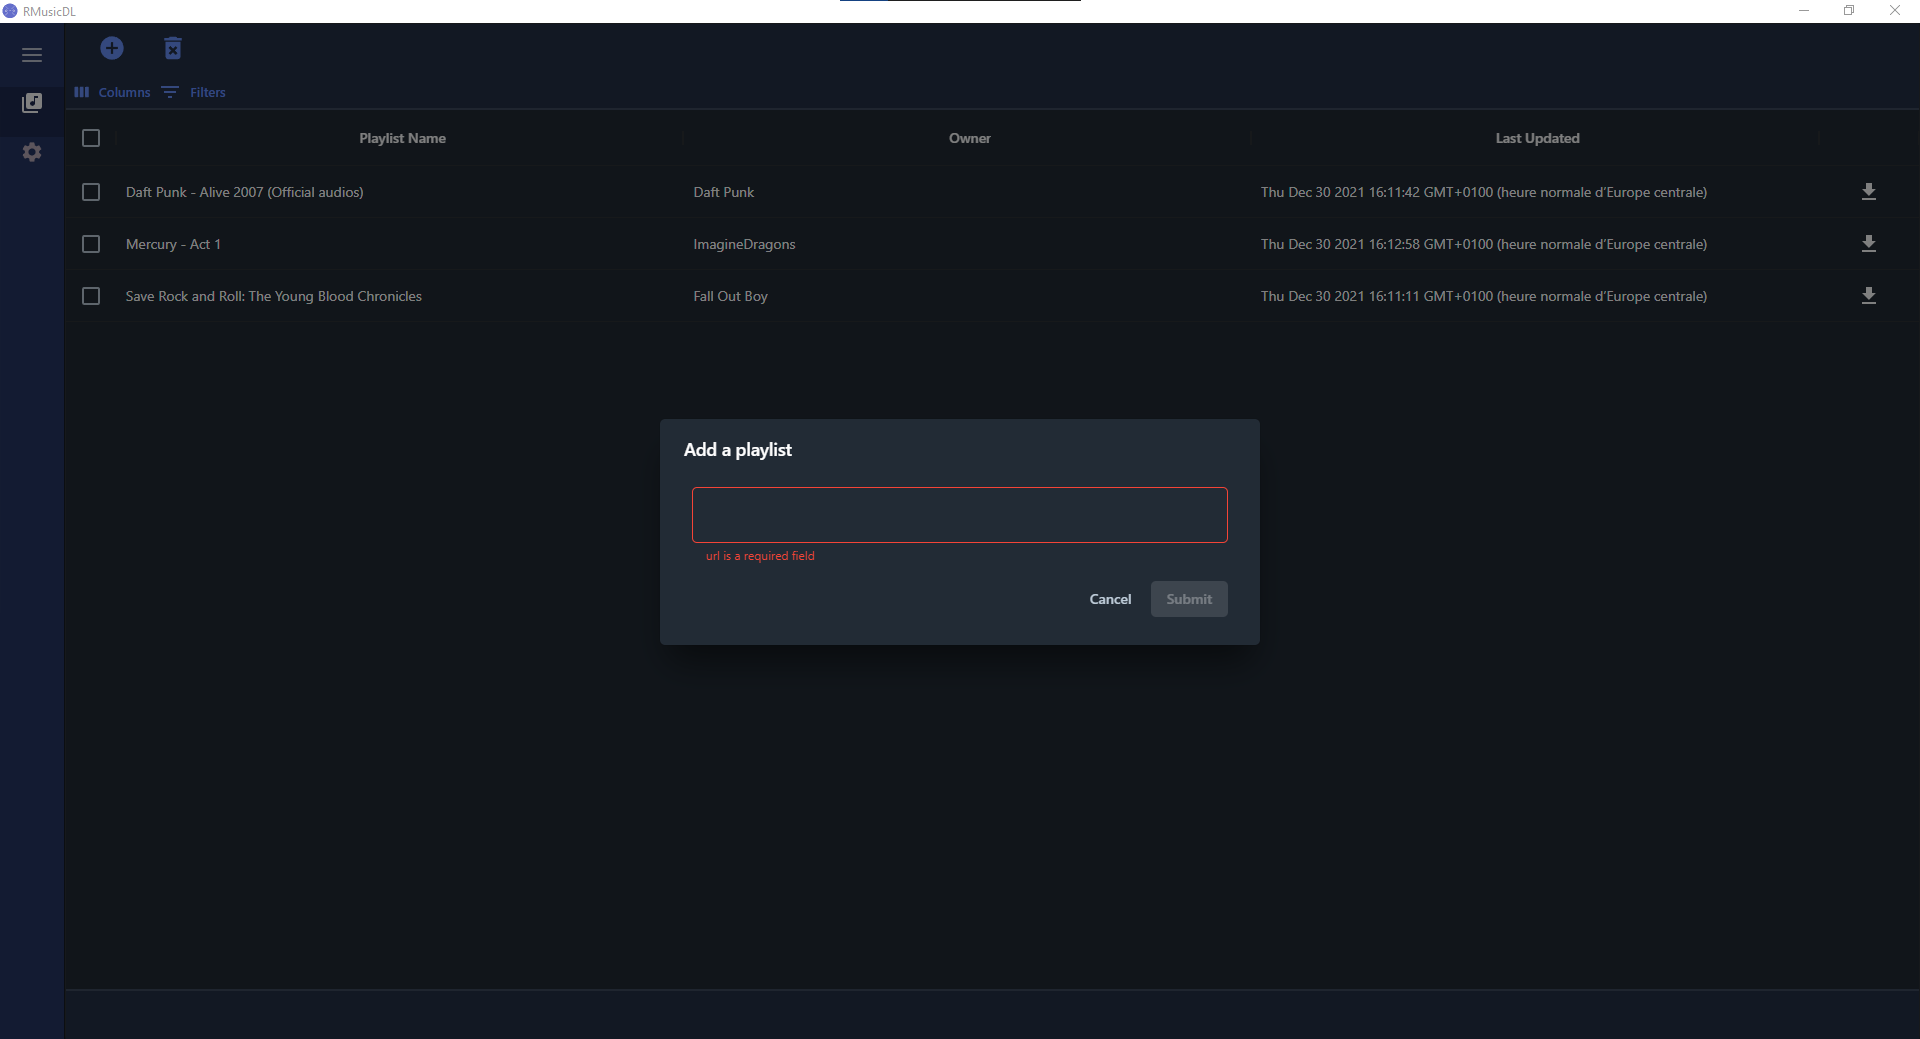 RMusicDL
Columns Filters
Playlist Name Owner Last Updated
Daft Punk - Alive 2007 (Official audios) Daft Punk Thu Dec 30 2021 16:11:42 GMT+0100 (heure normale d’Europe centrale)
Mercury - Act 1 ImagineDragons Thu Dec 30 2021 16:12:58 GMT+0100 (heure normale d’Europe centrale)
Save Rock and Roll: The Young Blood Chronicles Fall Out Boy Thu Dec 30 2021 16:11:11 GMT+0100 (heure normale d’Europe centrale)
Add a playlist
url is a required field
Cancel Submit